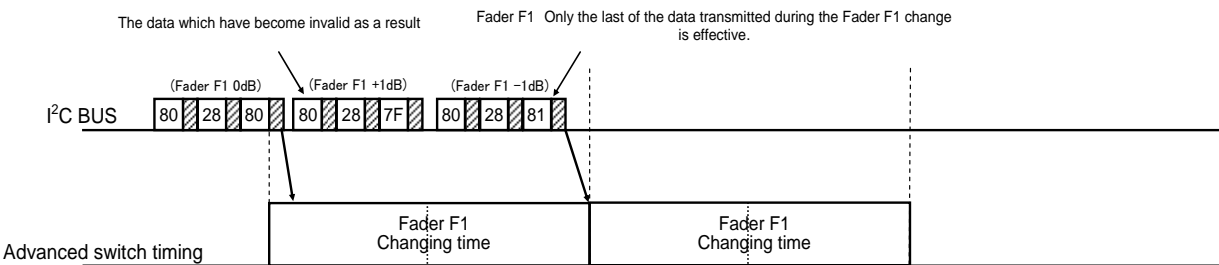 The data which have become invalid as a result
Fader F1 Only the last of the data transmitted during the Fader F1 change
is effective.
(Fader F1 0dB) (Fader F1 +1dB) (Fader F1 −1dB)
I²C BUS 80 28 80 80 28 7F 80 28 81
Fader F1 Fader F1
Changing time Changing time
Advanced switch timing